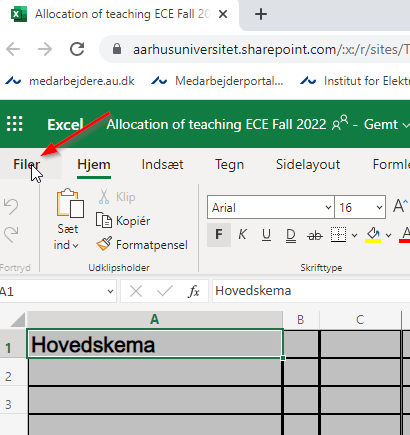 Allocation of teaching ECE Fall 20
aarhusuniversitet.sharepoint.com/:x:/r/sites/T
medarbejdere.au.dk Medarbejderportal... Institut for Elektr
Excel Allocation of teaching ECE Fall 2022 - Gemt
Filer Hjem Indsæt Tegn Sidelayout Formle
Sæt ind
Klip
Kopiér
Formatpensel
Arial 16 A
F K U D ab A
Fortryd Udklipsholder Skrifttype
A1 fx Hovedskema
A B C
1 Hovedskema
2
3